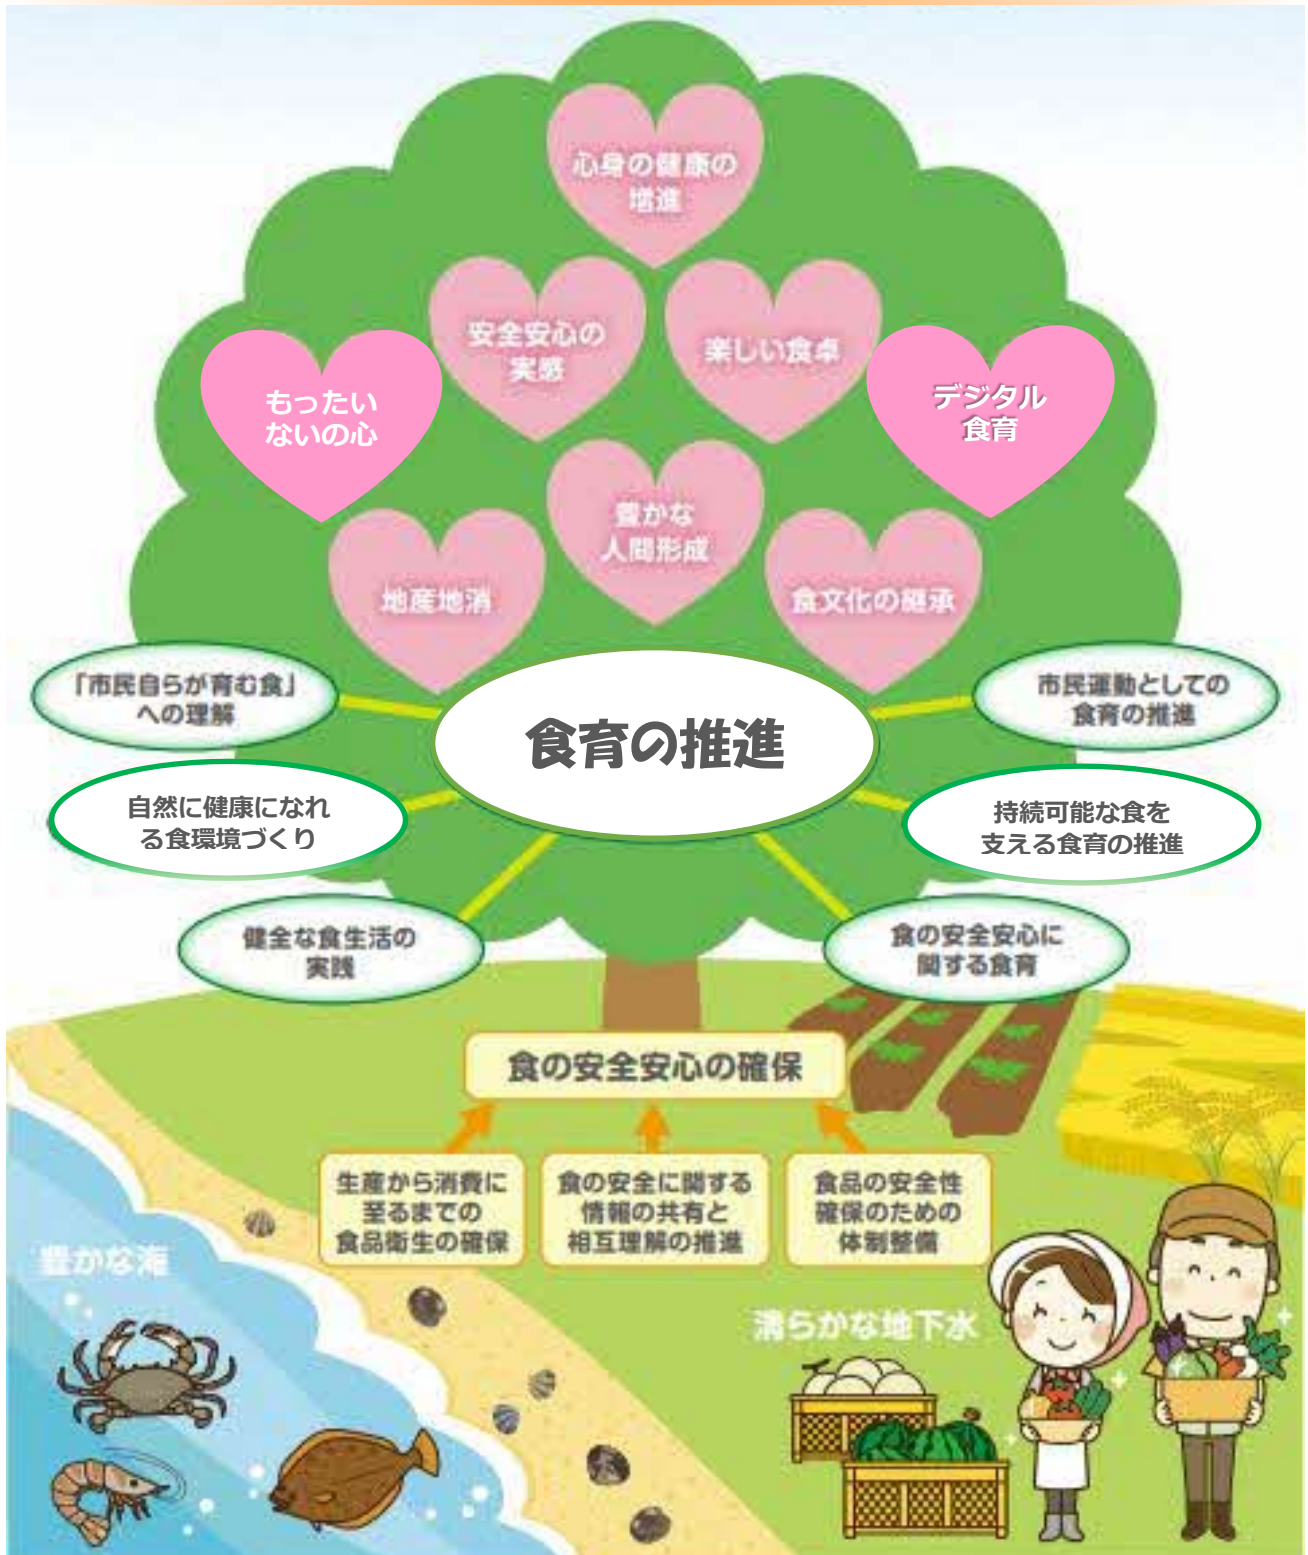 心身の健康の
増進
安全安心の
実感
楽しい食卓
もったい
ないの心
デジタル
食育
豊かな
人間形成
地産地消
食文化の継承
「市民自らが育む食」
への理解
市民運動としての
食育の推進
食育の推進
自然に健康になれ
る食環境づくり
持続可能な食を
支える食育の推進
健全な食生活の
実践
食の安全安心に
関する食育
食の安全安心の確保
生産から消費に
至るまでの
食品衛生の確保
食の安全に関する
情報の共有と
相互理解の推進
食品の安全性
確保のための
体制整備
豊かな海
清らかな地下水